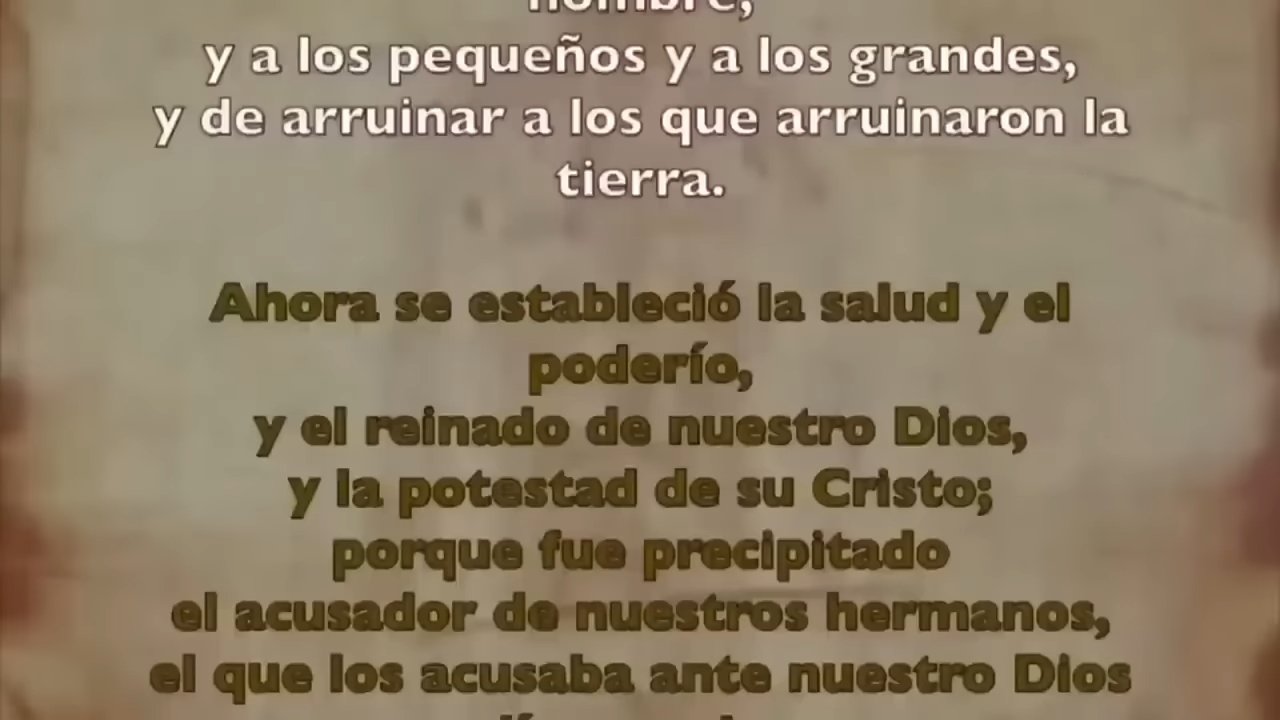 nombre,
y a los pequeños y a los grandes,
y de arruinar a los que arruinaron la
tierra.
Ahora se estableció la salud y el
poderío,
y el reinado de nuestro Dios,
y la potestad de su Cristo;
porque fue precipitado
el acusador de nuestros hermanos,
el que los acusaba ante nuestro Dios